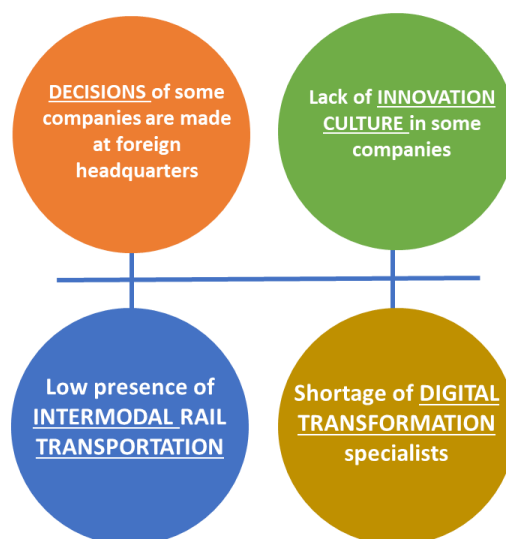 DECISIONS of some
companies are made
at foreign
headquarters
Lack of INNOVATION
CULTURE in some
companies
Low presence of
INTERMODAL RAIL
TRANSPORTATION
Shortage of DIGITAL
TRANSFORMATION
specialists